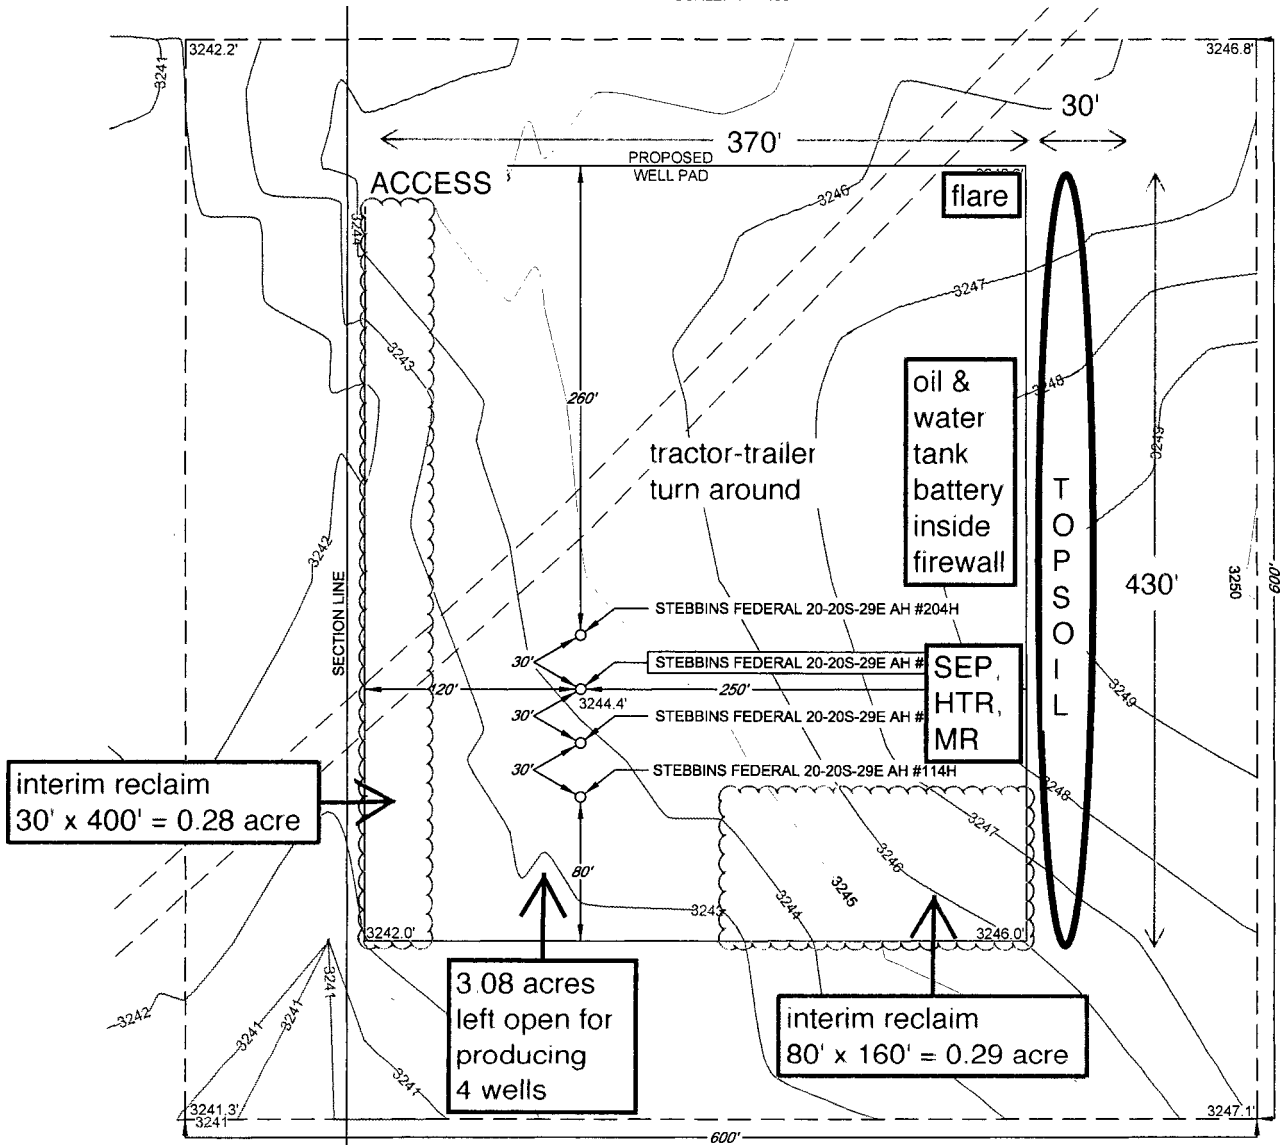 3242.2'
3246.8'
3241
30'
370'
PROPOSED
WELL PAD
ACCESS
flare
3246
3244
3247
3243
oil &
water
tank
battery
inside
firewall
3248
260'
3249
tractor-trailer
turn around
TOPSOIL
3242
SECTION LINE
430'
3250
600'
STEBBINS FEDERAL 20-20S-29E AH #204H
30'
STEBBINS FEDERAL 20-20S-29E AH #
SEP,
HTR,
MR
120'
250'
3244.4'
3249
30'
STEBBINS FEDERAL 20-20S-29E AH #
30'
STEBBINS FEDERAL 20-20S-29E AH #114H
interim reclaim
30' x 400' = 0.28 acre
3248
3247
3246
80'
3245
3244
3243
3242.0'
3246.0'
3241
3.08 acres
left open for
producing
4 wells
interim reclaim
80' x 160' = 0.29 acre
3242
3241
3241
3241
3241.3'
3241
3247.1'
600'